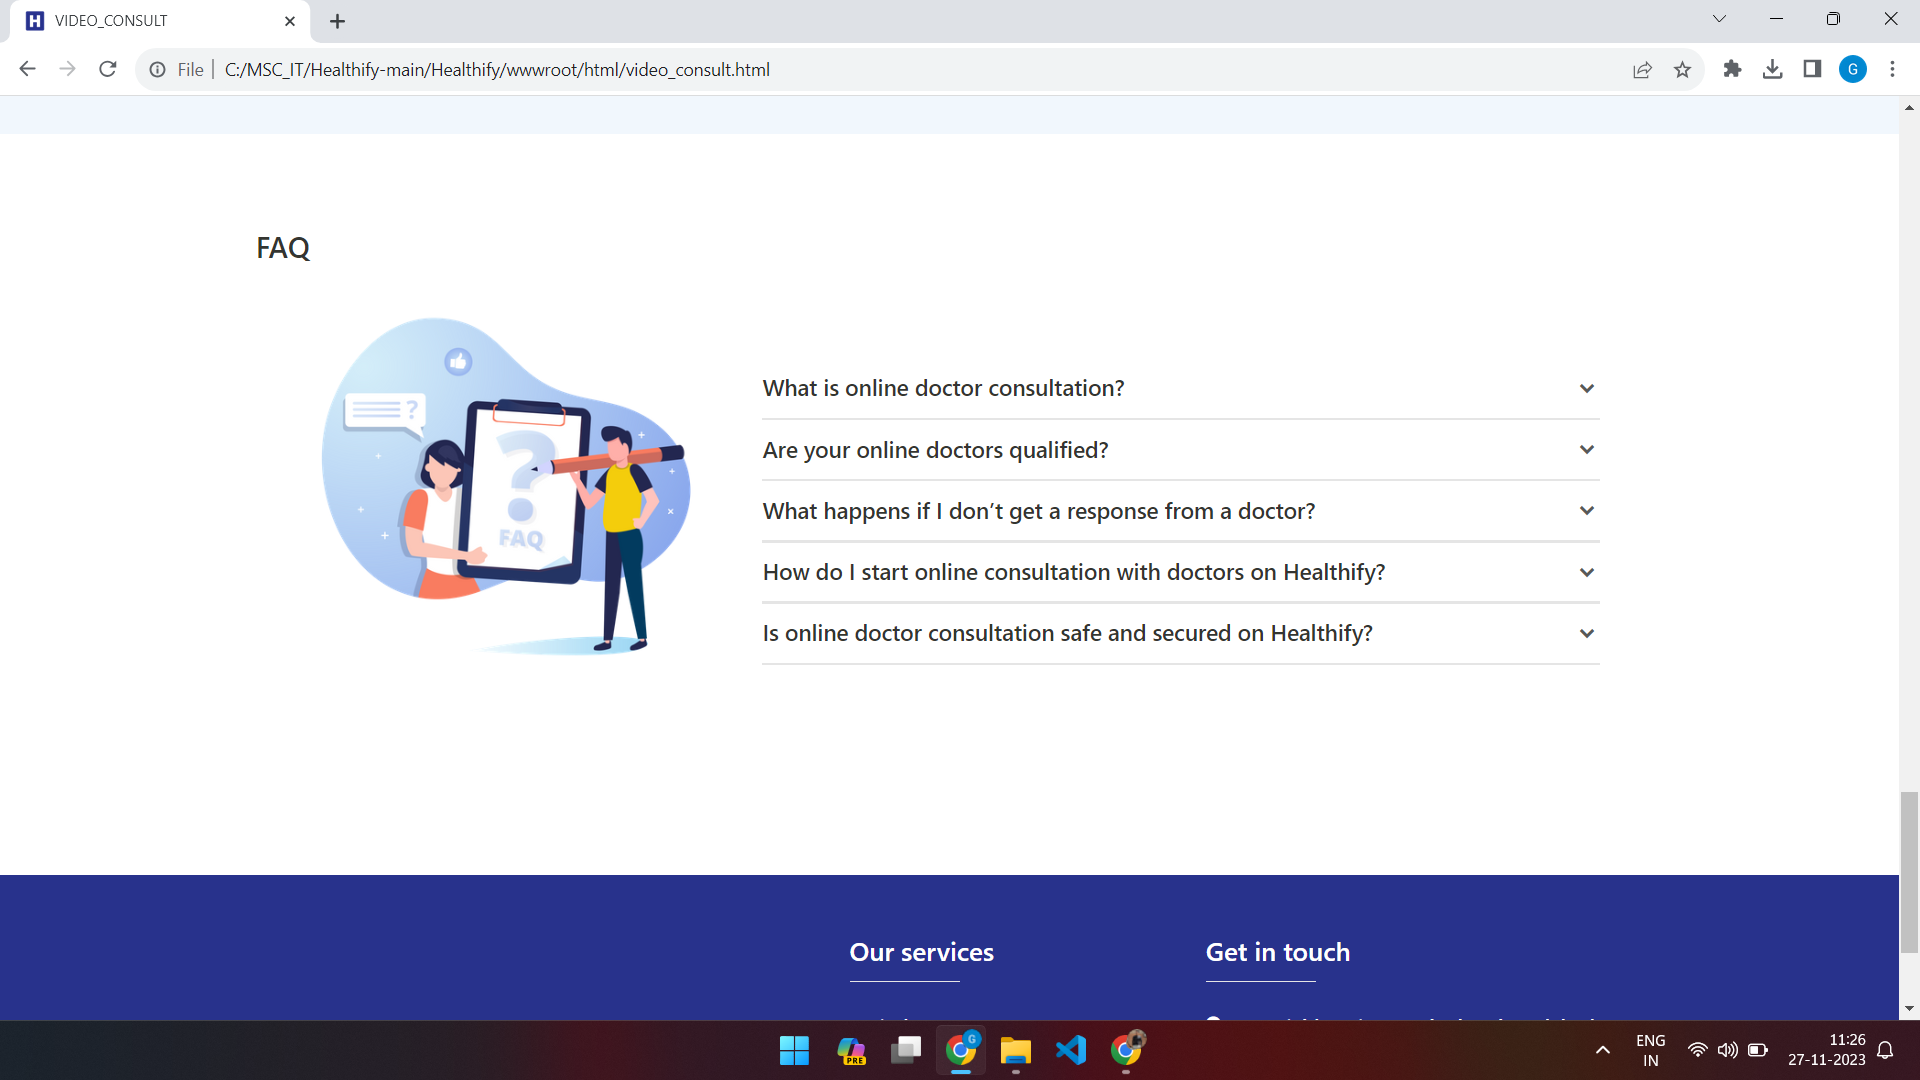 H VIDEO_CONSULT
File C:/MSC_IT/Healthify-main/Healthify/wwwroot/html/video_consult.html
G
FAQ
?
?
FAQ
What is online doctor consultation?
Are your online doctors qualified?
What happens if I don’t get a response from a doctor?
How do I start online consultation with doctors on Healthify?
Is online doctor consultation safe and secured on Healthify?
Our services
Get in touch
PRE
G
ENG
IN
11:26
27-11-2023